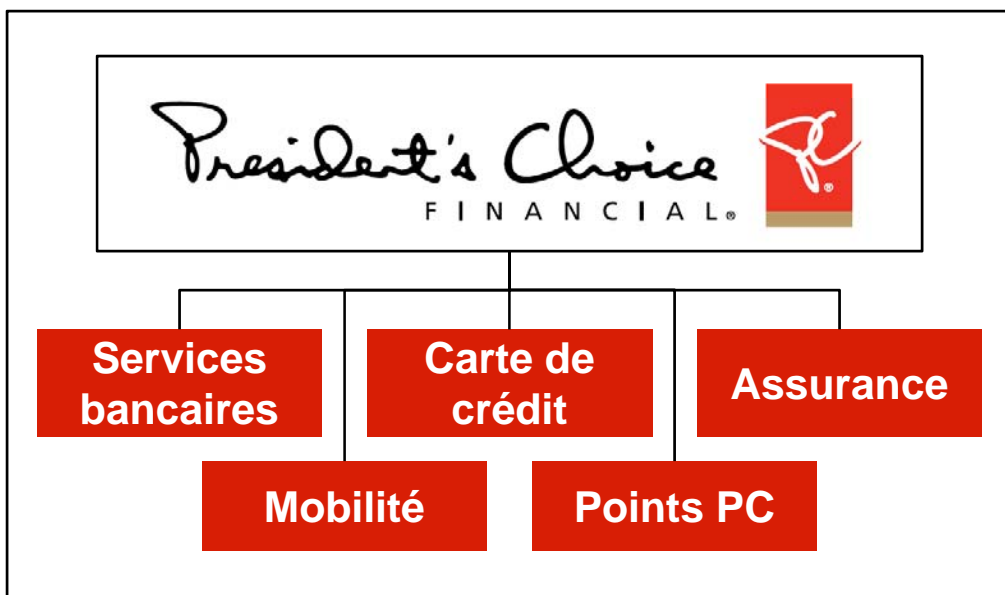 President's Choice
FINANCIAL®
PC®
Services
bancaires
Carte de
crédit
Assurance
Mobilité
Points PC